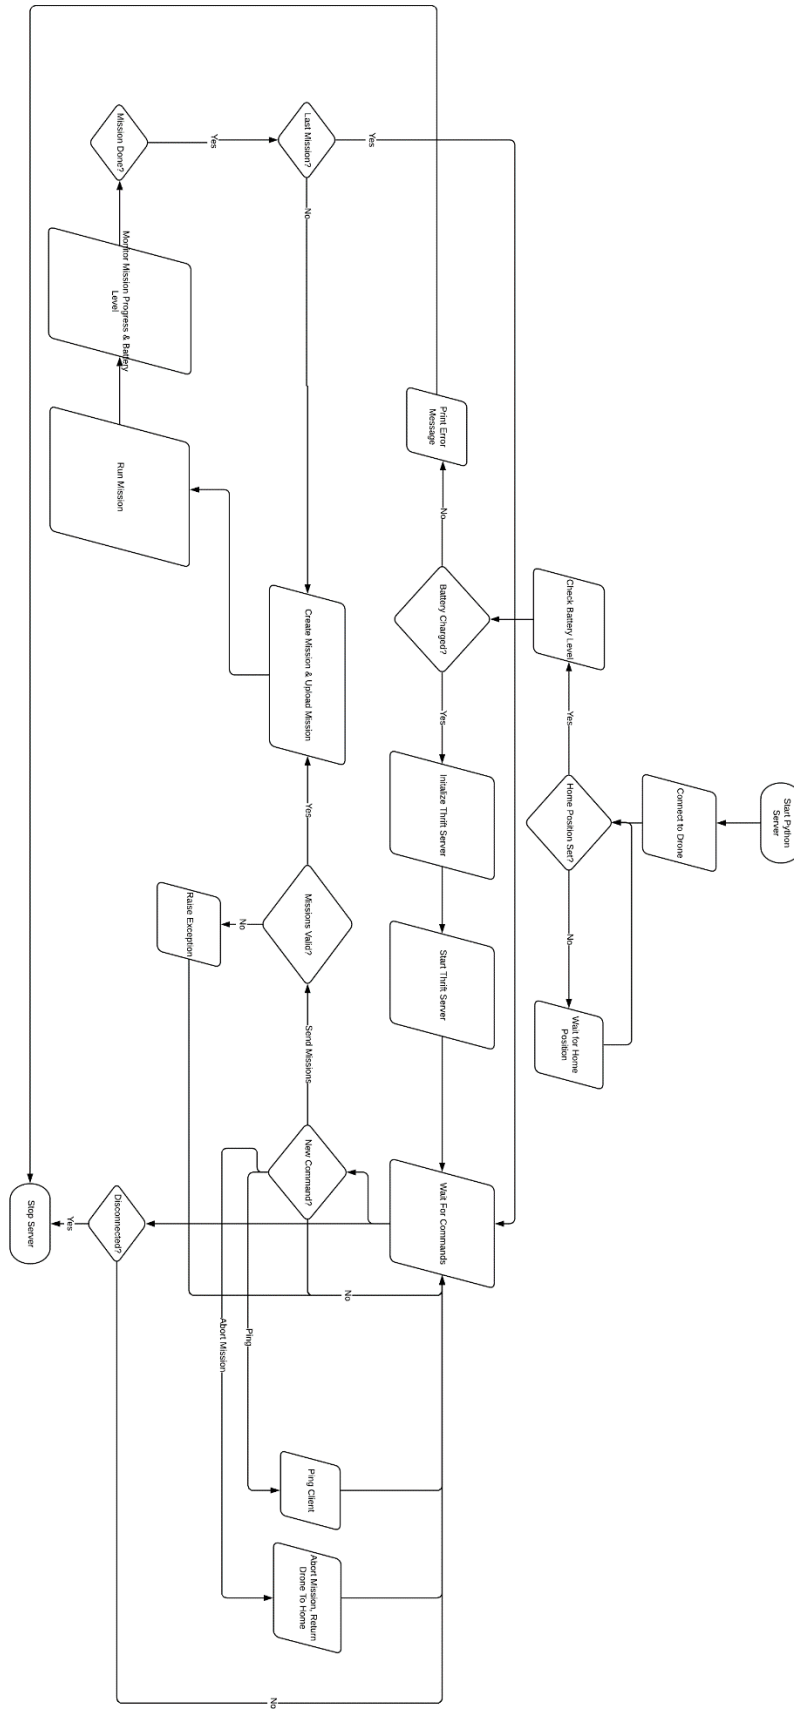 Start Python
Server
Connect to Drone
Home Position Set?
Yes
No
Wait for Home
Position
Check Battery Level
Battery Charged?
No
Yes
Print Error
Message
Initalize Thrift Server
Start Thrift Server
Wait For Commands
New Command?
Send Missions
No
Ping
Abort Mission
Missions Valid?
Yes
No
Raise Exception
Create Mission & Upload Mission
Run Mission
Monitor Mission Progress & Battery
Level
Mission Done?
Yes
Last Mission?
Yes
No
Ping Client
Abort Mission, Return
Drone To Home
Disconnected?
Yes
No
Stop Server